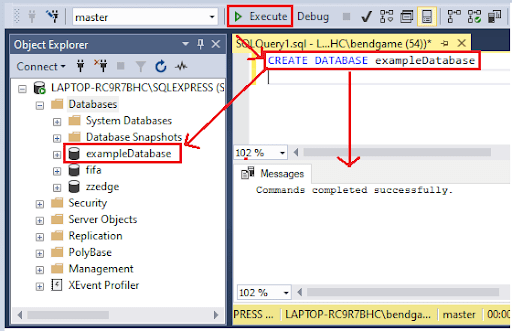 master
Execute
Debug
Object Explorer
Connect
LAPTOP-RC9R7BHC\SQLEXPRESS (S
Databases
System Databases
Database Snapshots
exampleDatabase
fifa
zzedge
Security
Server Objects
Replication
PolyBase
Management
XEvent Profiler
SQLQuery1.sql - L...HC\bendgame (54))*
CREATE DATABASE exampleDatabase
102 %
Messages
Commands completed successfully.
102 %
PRESS ...
LAPTOP-RC9R7BHC\bendga...
master
00:00